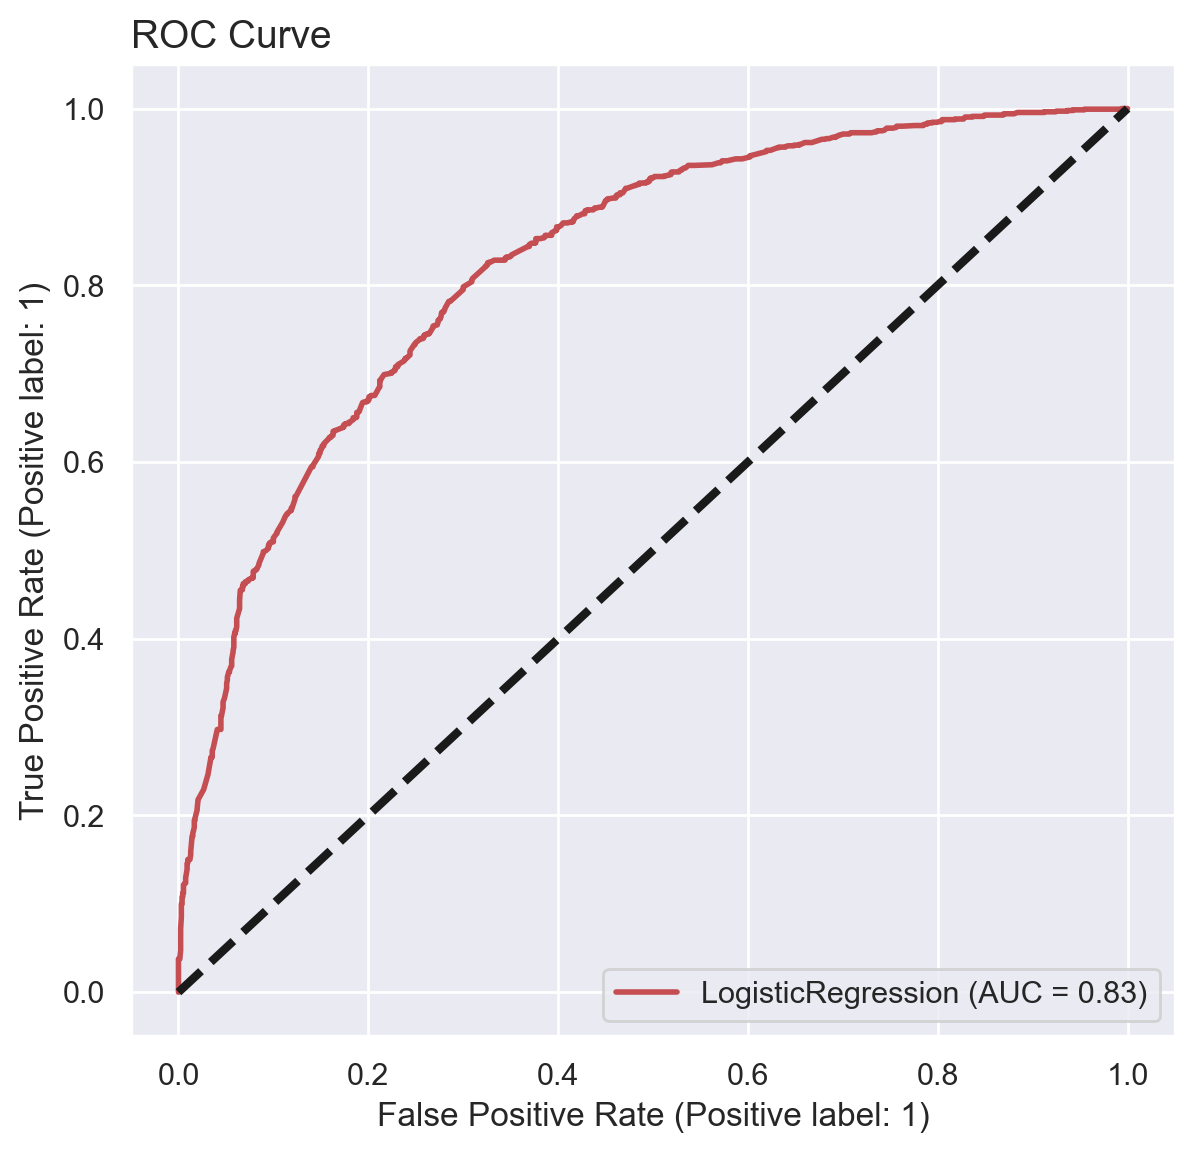 ROC Curve
True Positive Rate (Positive label: 1)
1.0
0.8
0.6
0.4
0.2
0.0
LogisticRegression (AUC = 0.83)
0.0 0.2 0.4 0.6 0.8 1.0
False Positive Rate (Positive label: 1)